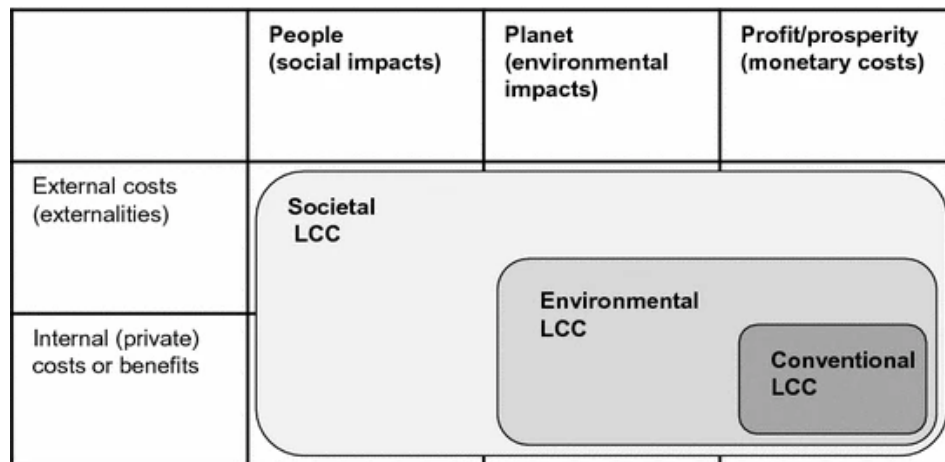 People
(social impacts)
Planet
(environmental
impacts)
Profit/prosperity
(monetary costs)
External costs
(externalities)
Societal
LCC
Environmental
LCC
Internal (private)
costs or benefits
Conventional
LCC